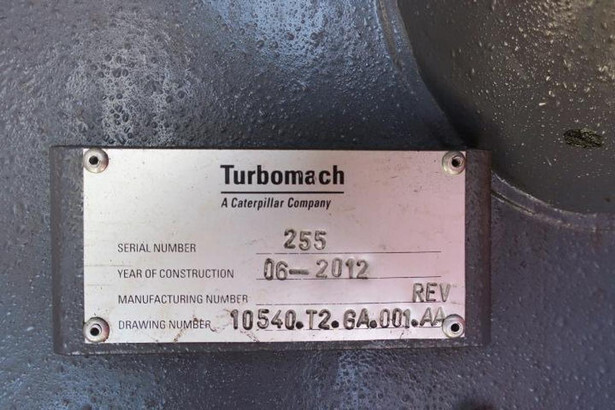 Turbomach
A Caterpillar Company
SERIAL NUMBER 255
YEAR OF CONSTRUCTION 06-2012
MANUFACTURING NUMBER REV
DRAWING NUMBER 10540.T2.GA.001.AA